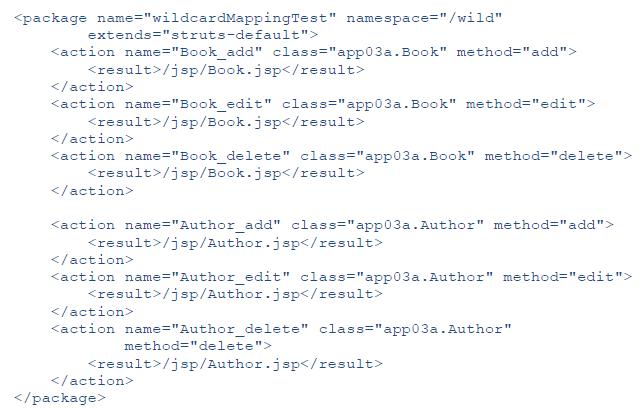 <package name="wildcardMappingTest" namespace="/wild"
extends="struts-default">
<action name="Book_add" class="app03a.Book" method="add">
<result>/jsp/Book.jsp</result>
</action>
<action name="Book_edit" class="app03a.Book" method="edit">
<result>/jsp/Book.jsp</result>
</action>
<action name="Book_delete" class="app03a.Book" method="delete">
<result>/jsp/Book.jsp</result>
</action>
<action name="Author_add" class="app03a.Author" method="add">
<result>/jsp/Author.jsp</result>
</action>
<action name="Author_edit" class="app03a.Author" method="edit">
<result>/jsp/Author.jsp</result>
</action>
<action name="Author_delete" class="app03a.Author"
method="delete">
<result>/jsp/Author.jsp</result>
</action>
</package>